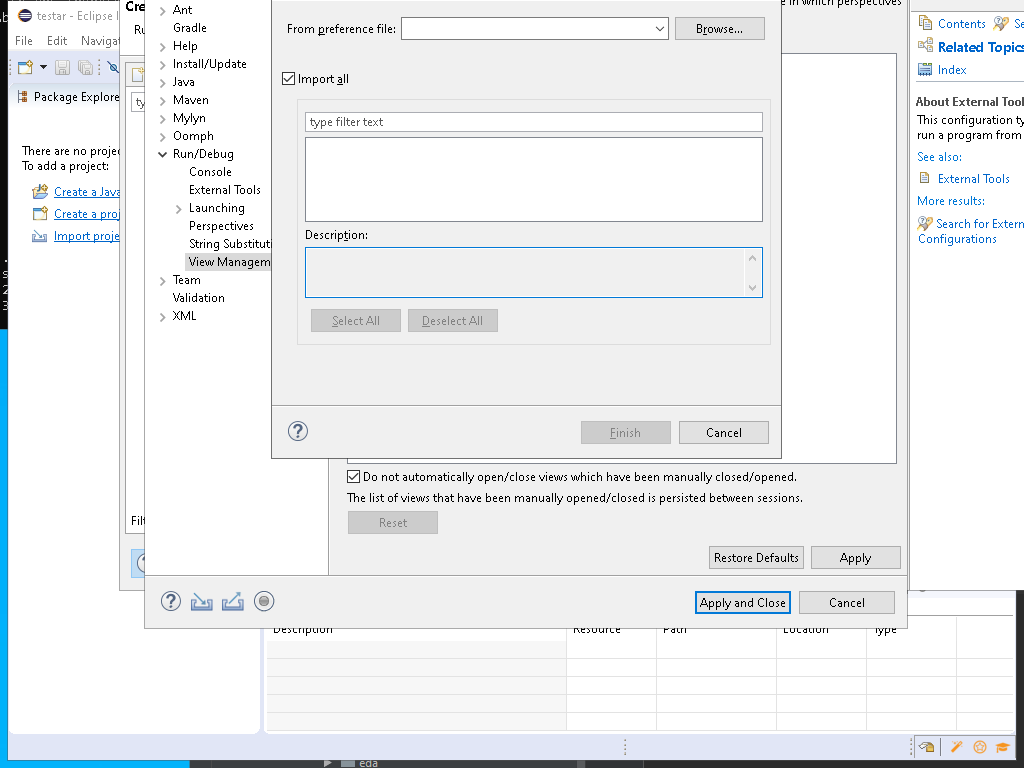 testar - Eclipse I
File Edit Navigat
Package Explore
There are no projec
To add a project:
Create a Java
Create a proj
Import proje
Cre
Ru
ty
Filt
Ant
Gradle
Help
Install/Update
Java
Maven
Mylyn
Oomph
Run/Debug
Console
External Tools
Launching
Perspectives
String Substituti
View Managem
Team
Validation
XML
From preference file:
Browse...
Import all
type filter text
Description:
Select All Deselect All
Finish Cancel
e in which perspectives
Do not automatically open/close views which have been manually closed/opened.
The list of views that have been manually opened/closed is persisted between sessions.
Reset
Restore Defaults Apply
Apply and Close Cancel
Contents Se
Related Topics
Index
About External Tool
This configuration ty
run a program from
See also:
External Tools
More results:
Search for Extern
Configurations
Description Resource Path Location Type
eda